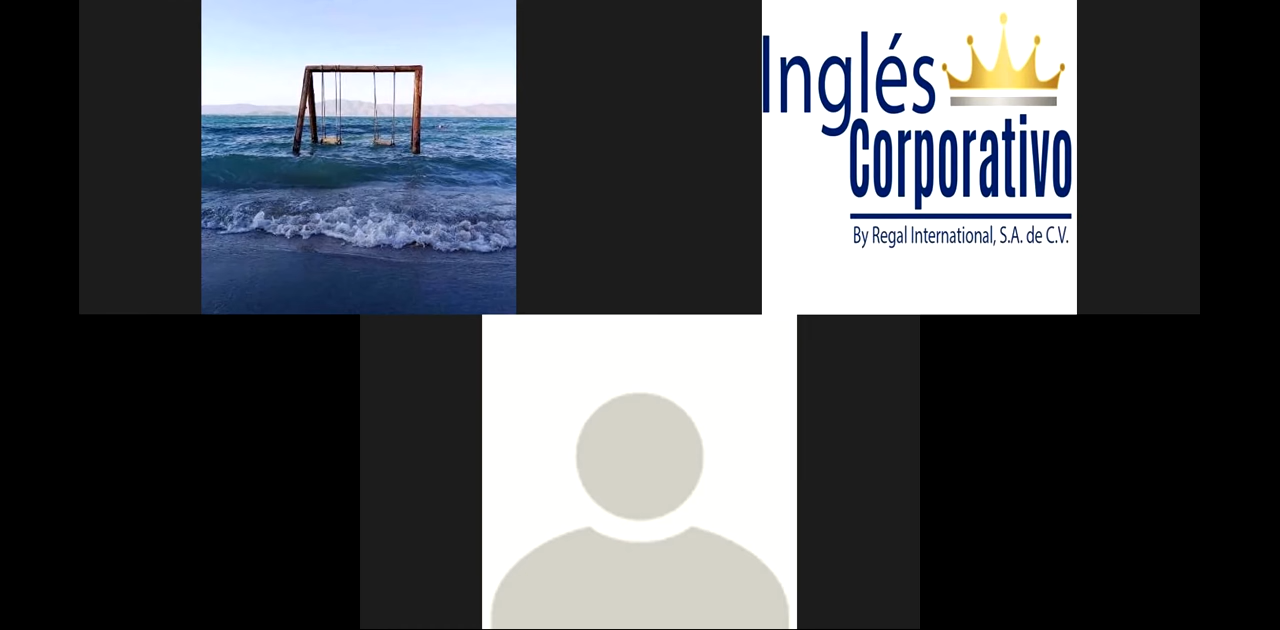 Inglés
Corporativo
By Regal International, S.A. de C.V.